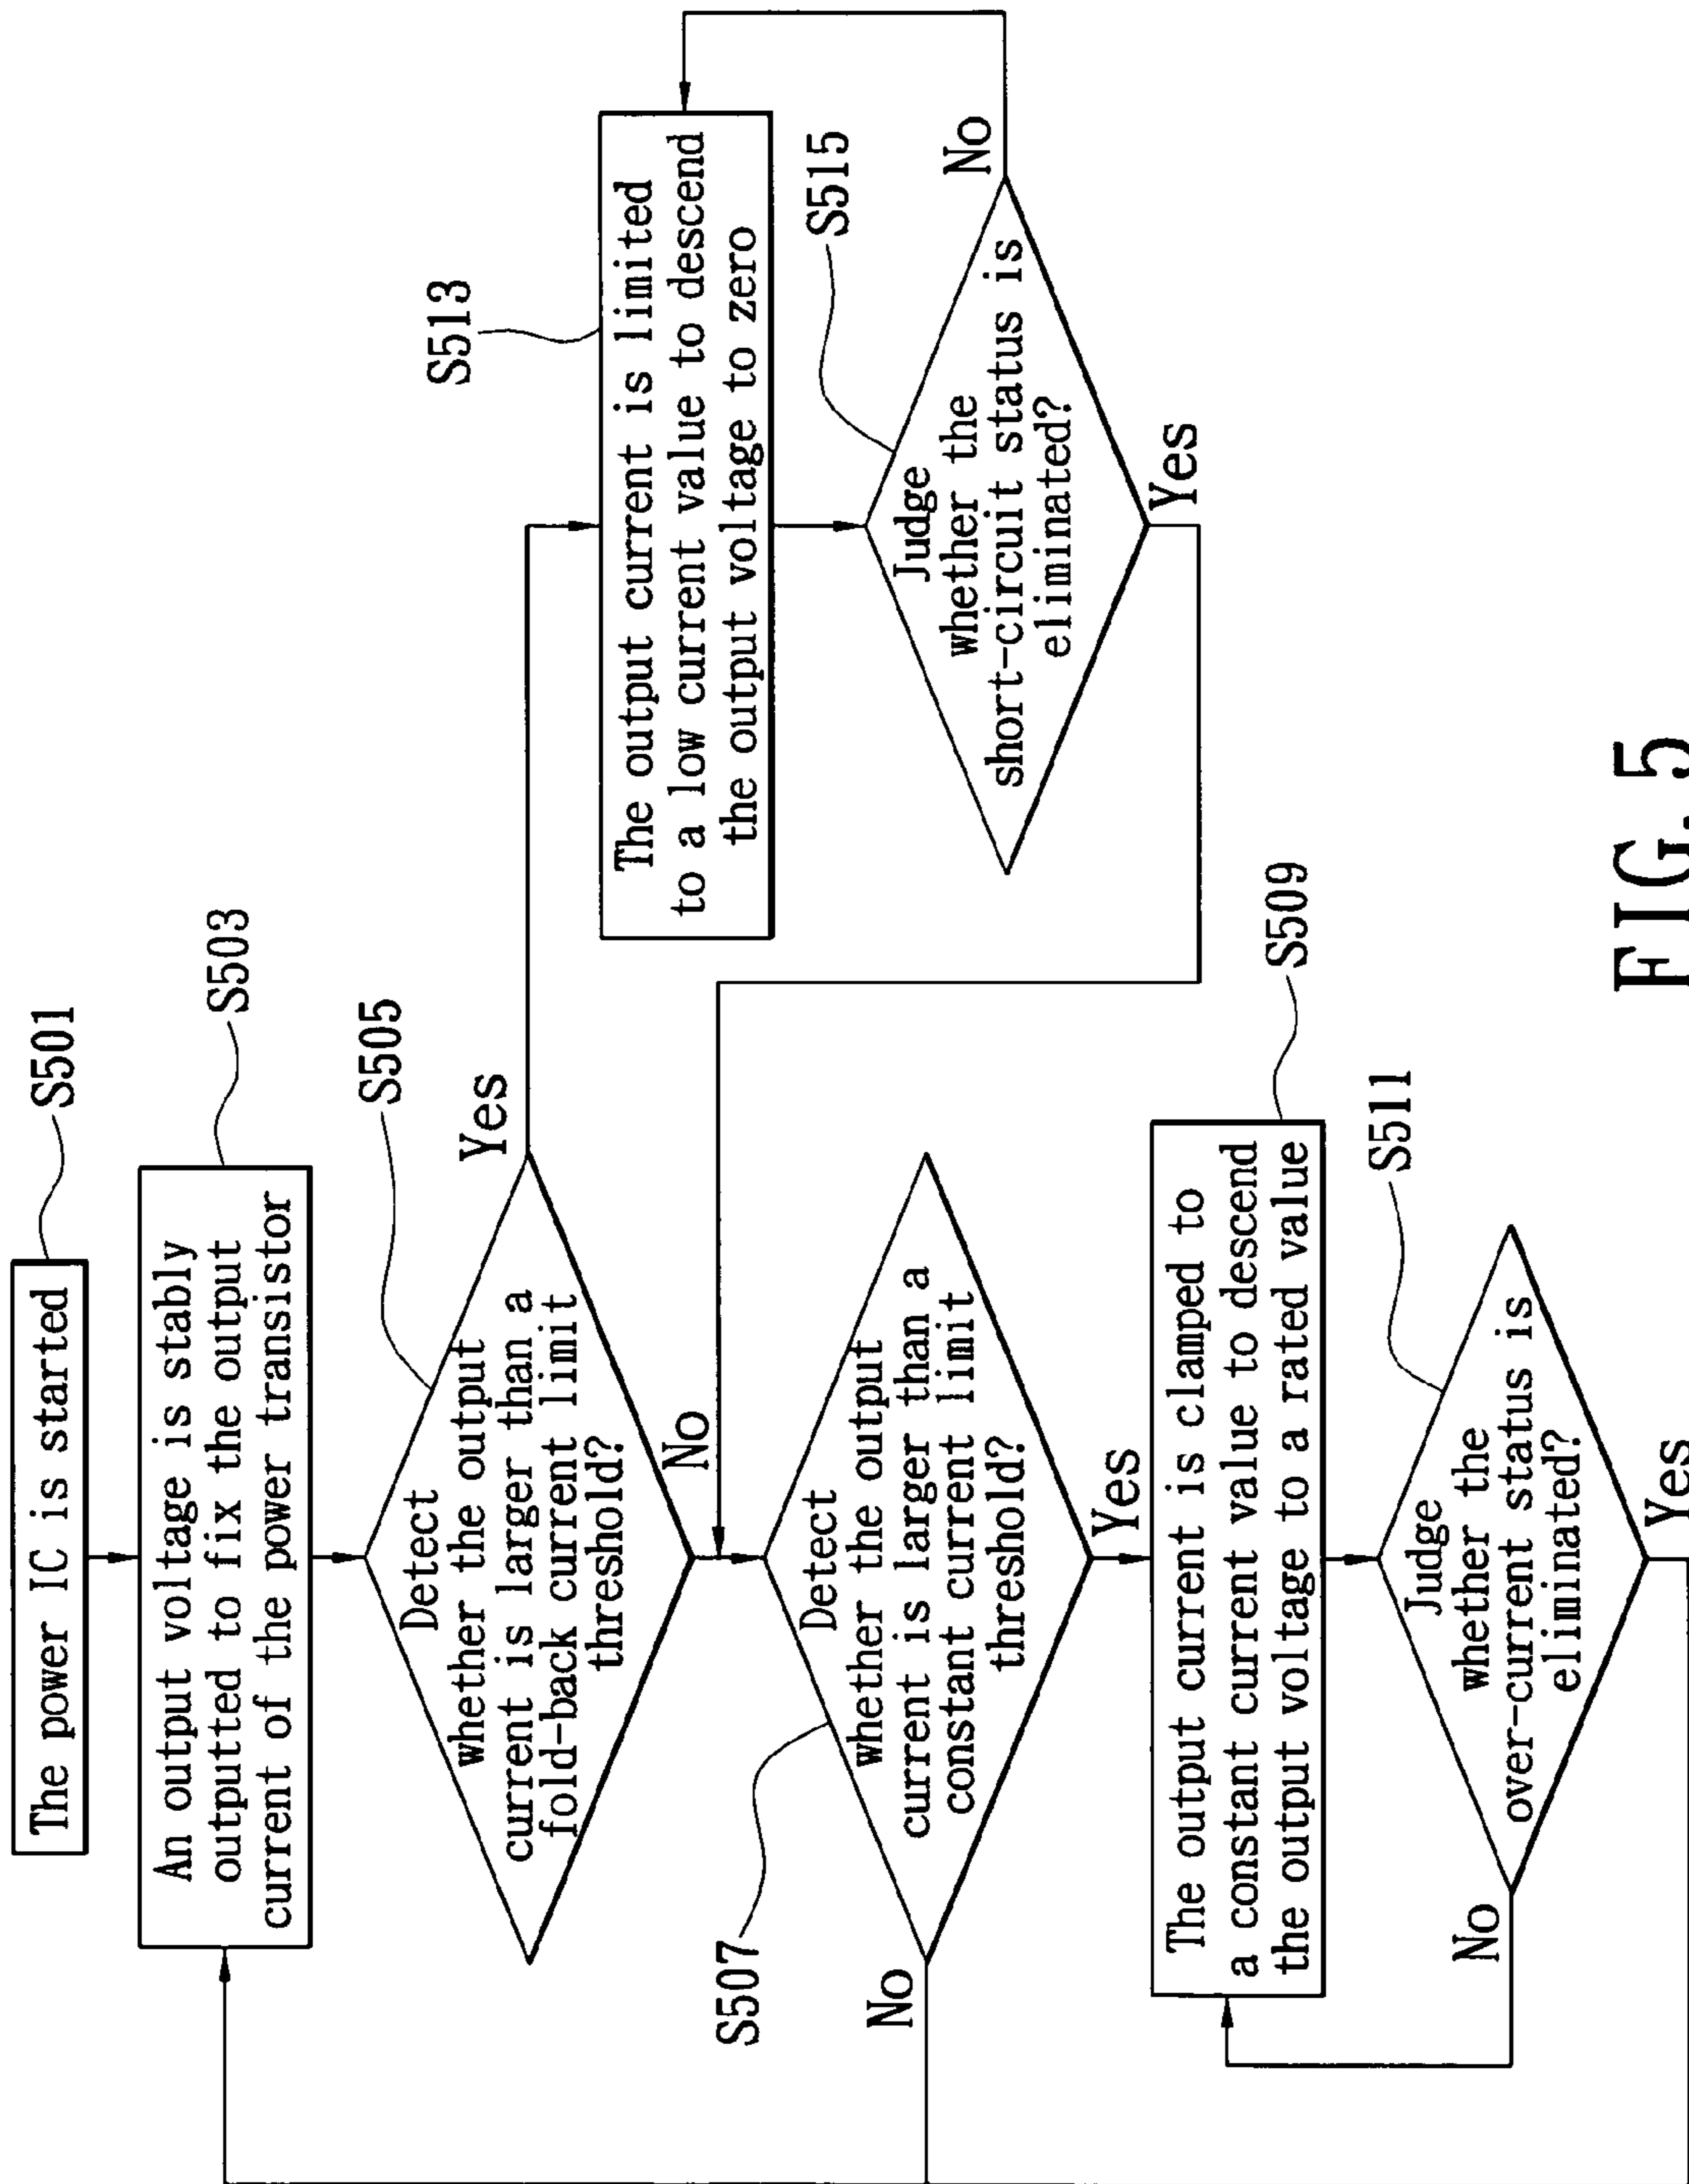 The power IC is started
S501
An output voltage is stably
outputted to fix the output
current of the power transistor
S503
Detect
whether the output
current is larger than a
fold-back current limit
threshold?
S505
Yes
No
The output current is limited
to a low current value to descend
the output voltage to zero
S513
Judge
whether the
short-circuit status is
eliminated?
S515
No
Yes
Detect
whether the output
current is larger than a
constant current limit
threshold?
S507
No
Yes
The output current is clamped to
a constant current value to descend
the output voltage to a rated value
S509
Judge
whether the
over-current status is
eliminated?
S511
No
Yes
FIG. 5